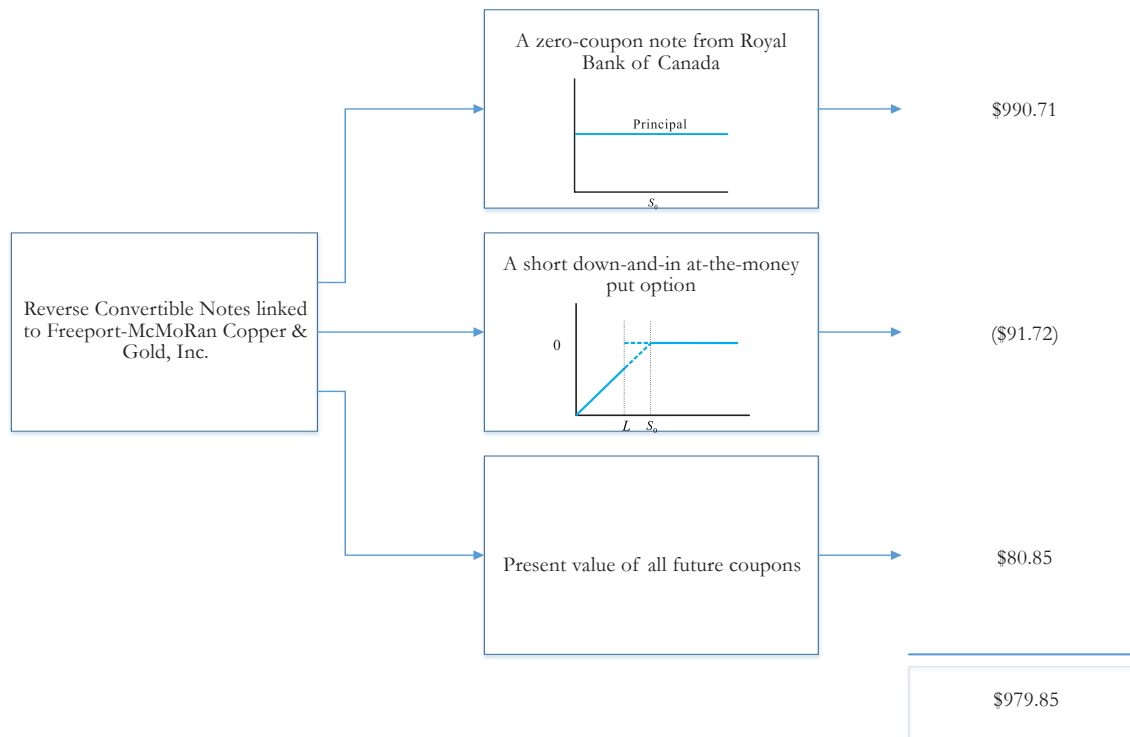 A zero-coupon note from Royal
Bank of Canada
Principal
S₀
$990.71
Reverse Convertible Notes linked
to Freeport-McMoRan Copper &
Gold, Inc.
A short down-and-in at-the-money
put option
0
L S₀
($91.72)
Present value of all future coupons
$80.85
$979.85